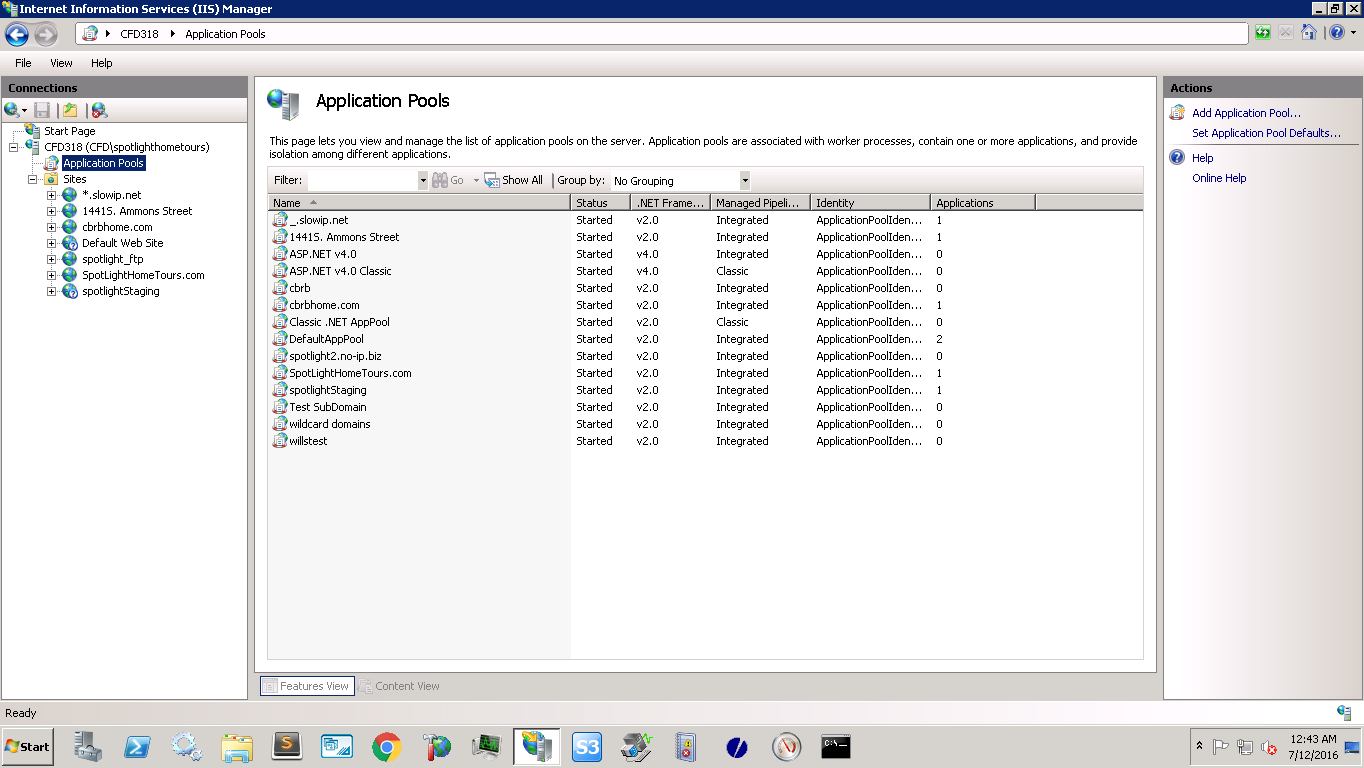 Internet Information Services (IIS) Manager
CFD318 Application Pools
File View Help
Connections
Start Page
CFD318 (CFD\spotlighthometours)
Application Pools
Sites
*.slowip.net
1441S. Ammons Street
cbrbhome.com
Default Web Site
spotlight_ftp
SpotLightHomeTours.com
spotlightStaging
Application Pools
This page lets you view and manage the list of application pools on the server. Application pools are associated with worker processes, contain one or more applications, and provide
isolation among different applications.
Filter: Go Show All Group by: No Grouping
Name Status .NET Frame... Managed Pipeli... Identity Applications
_.slowip.net Started v2.0 Integrated ApplicationPoolIden... 1
1441S. Ammons Street Started v2.0 Integrated ApplicationPoolIden... 1
ASP.NET v4.0 Started v4.0 Integrated ApplicationPoolIden... 0
ASP.NET v4.0 Classic Started v4.0 Classic ApplicationPoolIden... 0
cbrb Started v2.0 Integrated ApplicationPoolIden... 0
cbrbhome.com Started v2.0 Integrated ApplicationPoolIden... 1
Classic .NET AppPool Started v2.0 Classic ApplicationPoolIden... 0
DefaultAppPool Started v2.0 Integrated ApplicationPoolIden... 2
spotlight2.no-ip.biz Started v2.0 Integrated ApplicationPoolIden... 0
SpotLightHomeTours.com Started v2.0 Integrated ApplicationPoolIden... 1
spotlightStaging Started v2.0 Integrated ApplicationPoolIden... 1
Test SubDomain Started v2.0 Integrated ApplicationPoolIden... 0
wildcard domains Started v2.0 Integrated ApplicationPoolIden... 0
willstest Started v2.0 Integrated ApplicationPoolIden... 0
Features View Content View
Actions
Add Application Pool...
Set Application Pool Defaults...
Help
Online Help
Ready
Start
S
S3
C:\_
12:43 AM
7/12/2016